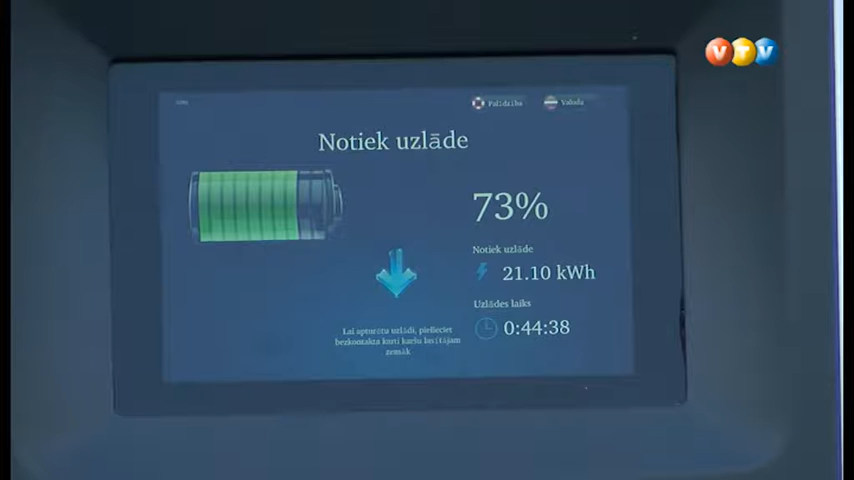 VTV
Palīdzība
Valoda
Notiek uzlāde
73%
Notiek uzlāde
21.10 kWh
Uzlādes laiks
0:44:38
Lai apturētu uzlādi, pielieciet
bezkontakta karti karšu lasītājam
zemāk